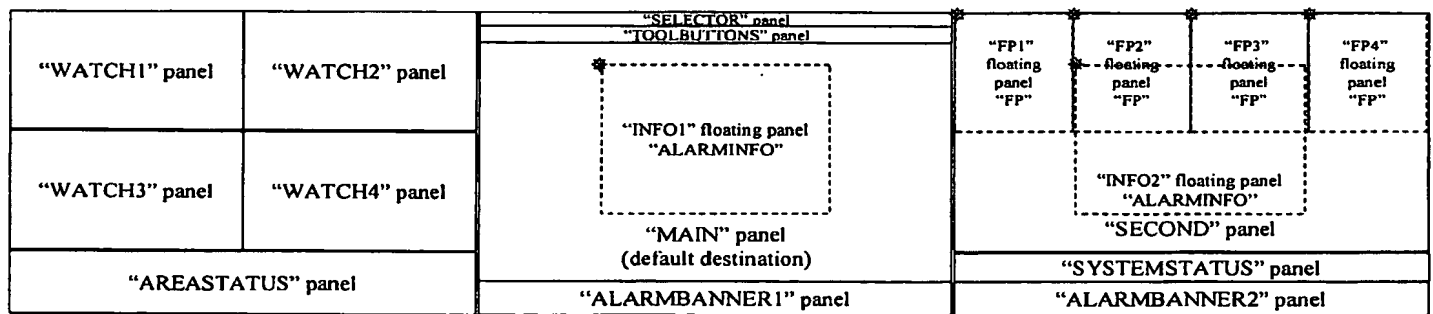 “WATCH1” panel
“WATCH2” panel
“WATCH3” panel
“WATCH4” panel
“AREASTATUS” panel
“SELECTOR” panel
“TOOLBUTTONS” panel
“INFO1” floating panel
“ALARMINFO”
“MAIN” panel
(default destination)
“ALARMBANNER1” panel
“FP1”
floating
panel
“FP”
“FP2”
floating
panel
“FP”
“FP3”
floating
panel
“FP”
“FP4”
floating
panel
“FP”
“INFO2” floating panel
“ALARMINFO”
“SECOND” panel
“SYSTEMSTATUS” panel
“ALARMBANNER2” panel